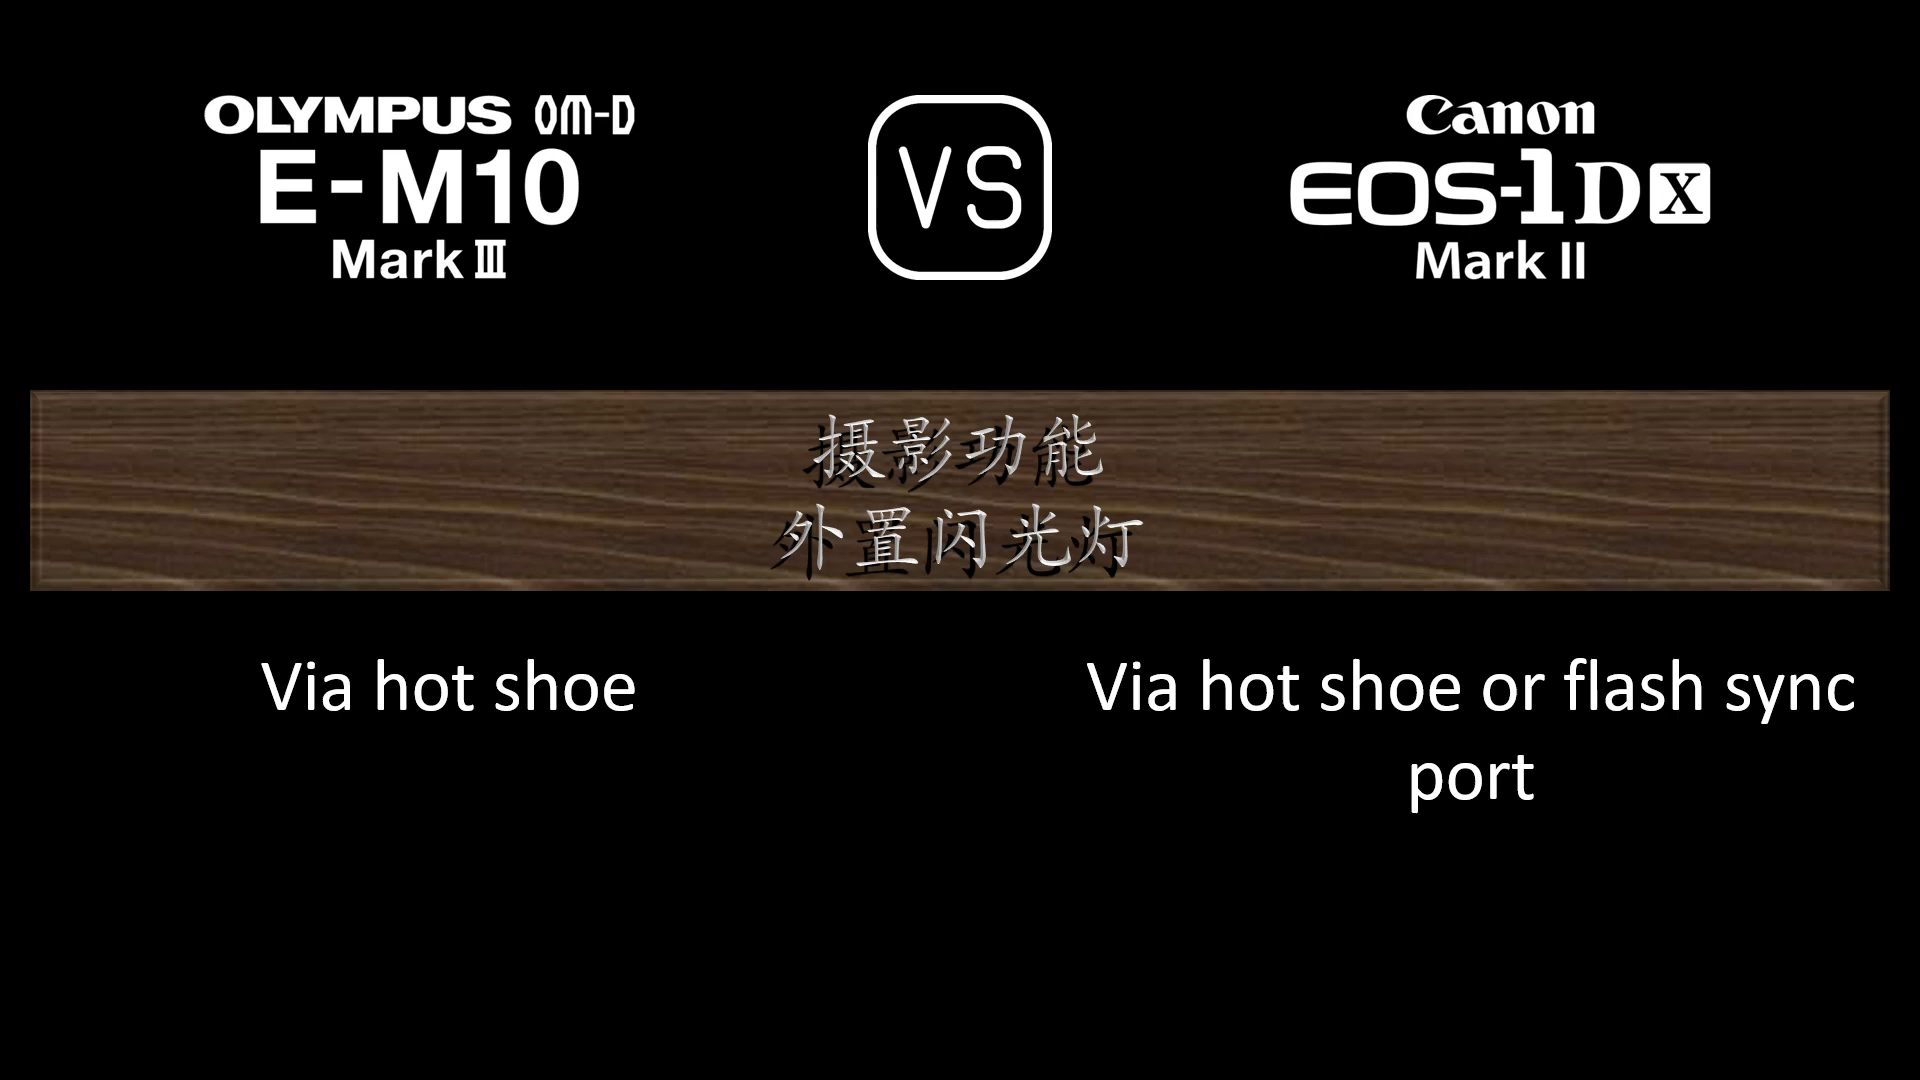 OLYMPUS OM-D
E-M10
Mark III
VS
Canon
EOS-1DX
Mark II
摄影功能
外置闪光灯
Via hot shoe
Via hot shoe or flash sync
port